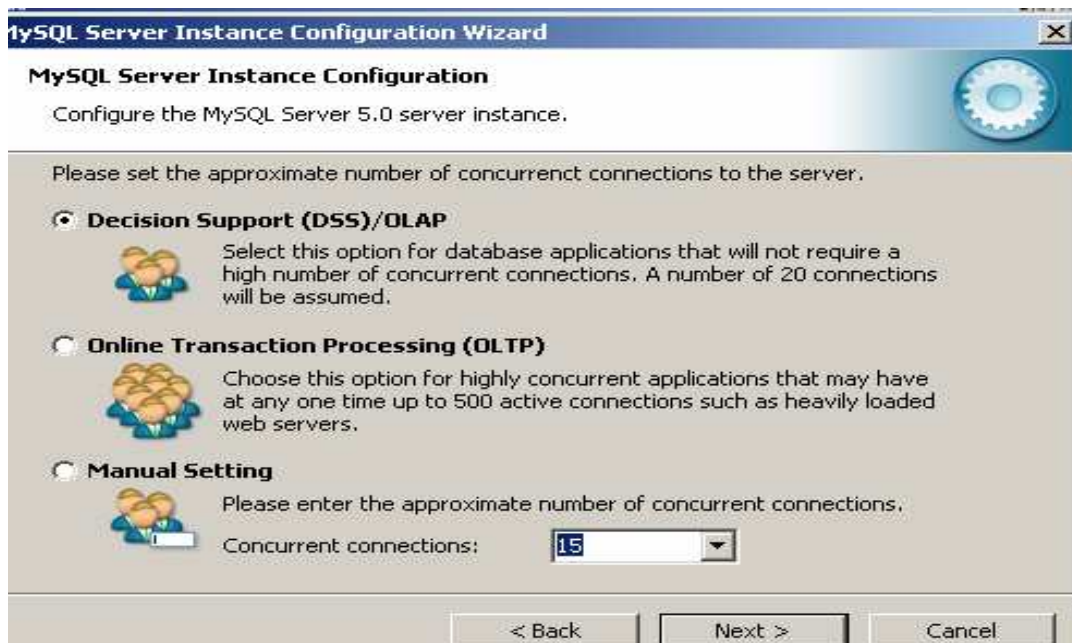 MySQL Server Instance Configuration Wizard
MySQL Server Instance Configuration
Configure the MySQL Server 5.0 server instance.
Please set the approximate number of concurrenct connections to the server.
Decision Support (DSS)/OLAP
Select this option for database applications that will not require a
high number of concurrent connections. A number of 20 connections
will be assumed.
Online Transaction Processing (OLTP)
Choose this option for highly concurrent applications that may have
at any one time up to 500 active connections such as heavily loaded
web servers.
Manual Setting
Please enter the approximate number of concurrent connections.
Concurrent connections: 15
< Back Next > Cancel